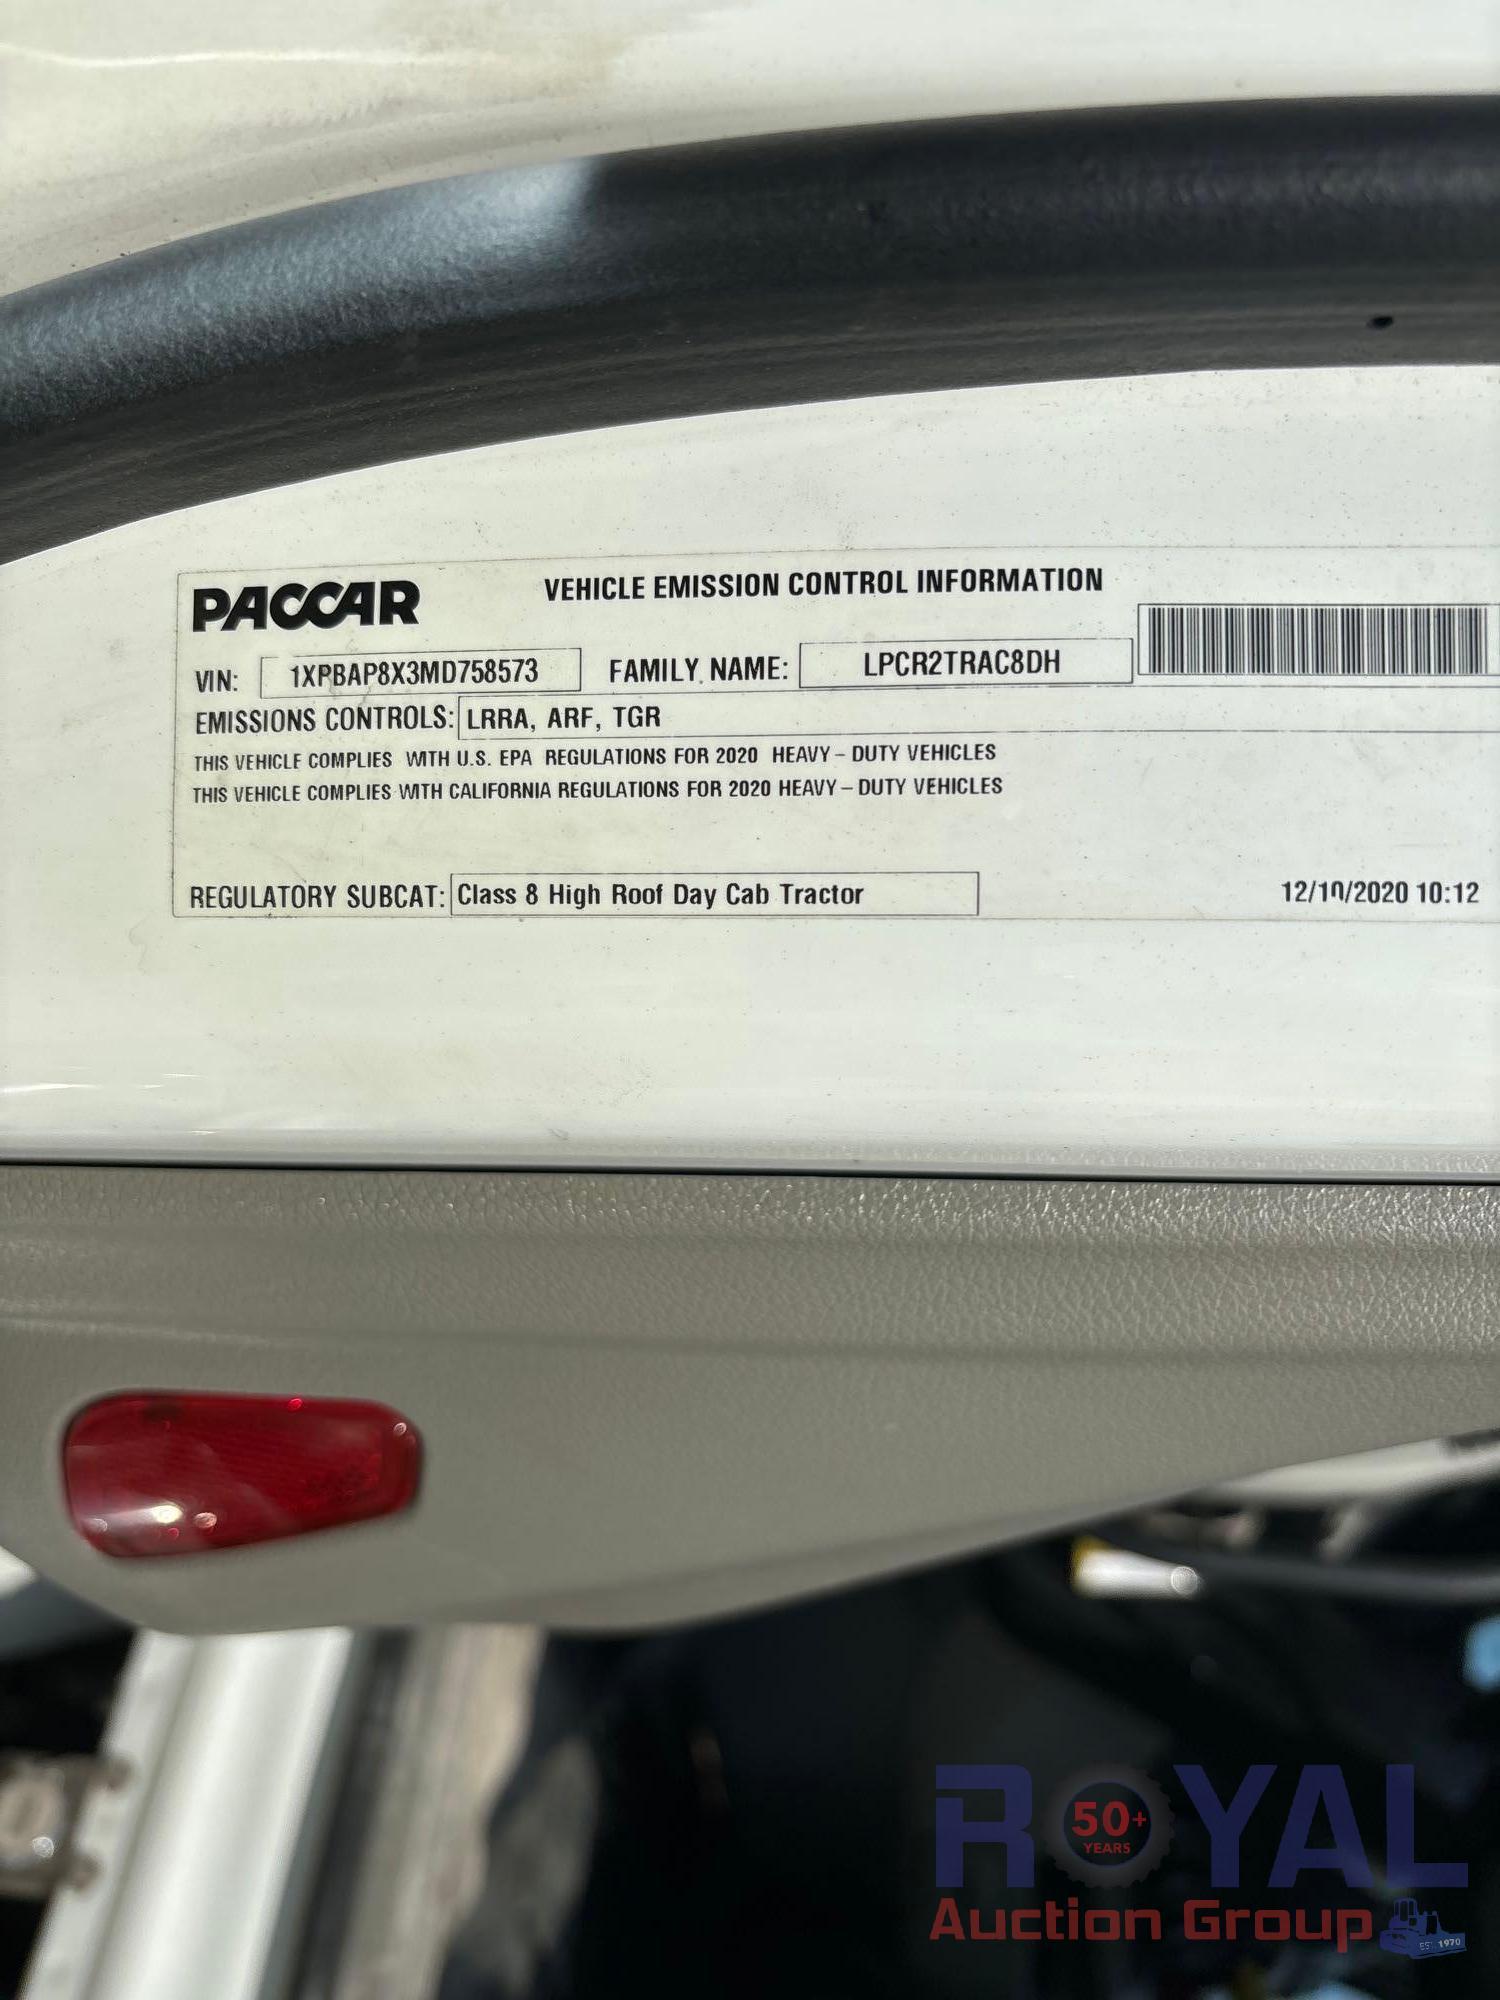 PACCAR
VEHICLE EMISSION CONTROL INFORMATION
VIN: 1XPBAP8X3MD758573 FAMILY NAME: LPCR2TRAC8DH
EMISSIONS CONTROLS: LRRA, ARF, TGR
THIS VEHICLE COMPLIES WITH U.S. EPA REGULATIONS FOR 2020 HEAVY – DUTY VEHICLES
THIS VEHICLE COMPLIES WITH CALIFORNIA REGULATIONS FOR 2020 HEAVY – DUTY VEHICLES
REGULATORY SUBCAT: Class 8 High Roof Day Cab Tractor 12/10/2020 10:12
ROYAL
50+
YEARS
Auction Group
EST. 1970